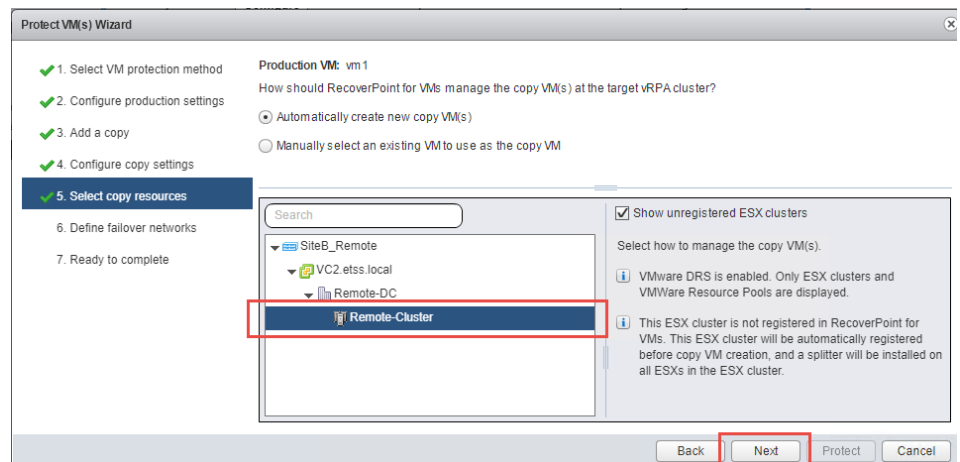 Protect VM(s) Wizard
1. Select VM protection method
2. Configure production settings
3. Add a copy
4. Configure copy settings
5. Select copy resources
6. Define failover networks
7. Ready to complete
Production VM: vm1
How should RecoverPoint for VMs manage the copy VM(s) at the target vRPA cluster?
Automatically create new copy VM(s)
Manually select an existing VM to use as the copy VM
Search
SiteB_Remote
VC2.etss.local
Remote-DC
Remote-Cluster
Show unregistered ESX clusters
Select how to manage the copy VM(s).
VMware DRS is enabled. Only ESX clusters and
VMWare Resource Pools are displayed.
This ESX cluster is not registered in RecoverPoint for
VMs. This ESX cluster will be automatically registered
before copy VM creation, and a splitter will be installed on
all ESXs in the ESX cluster.
Back
Next
Protect
Cancel